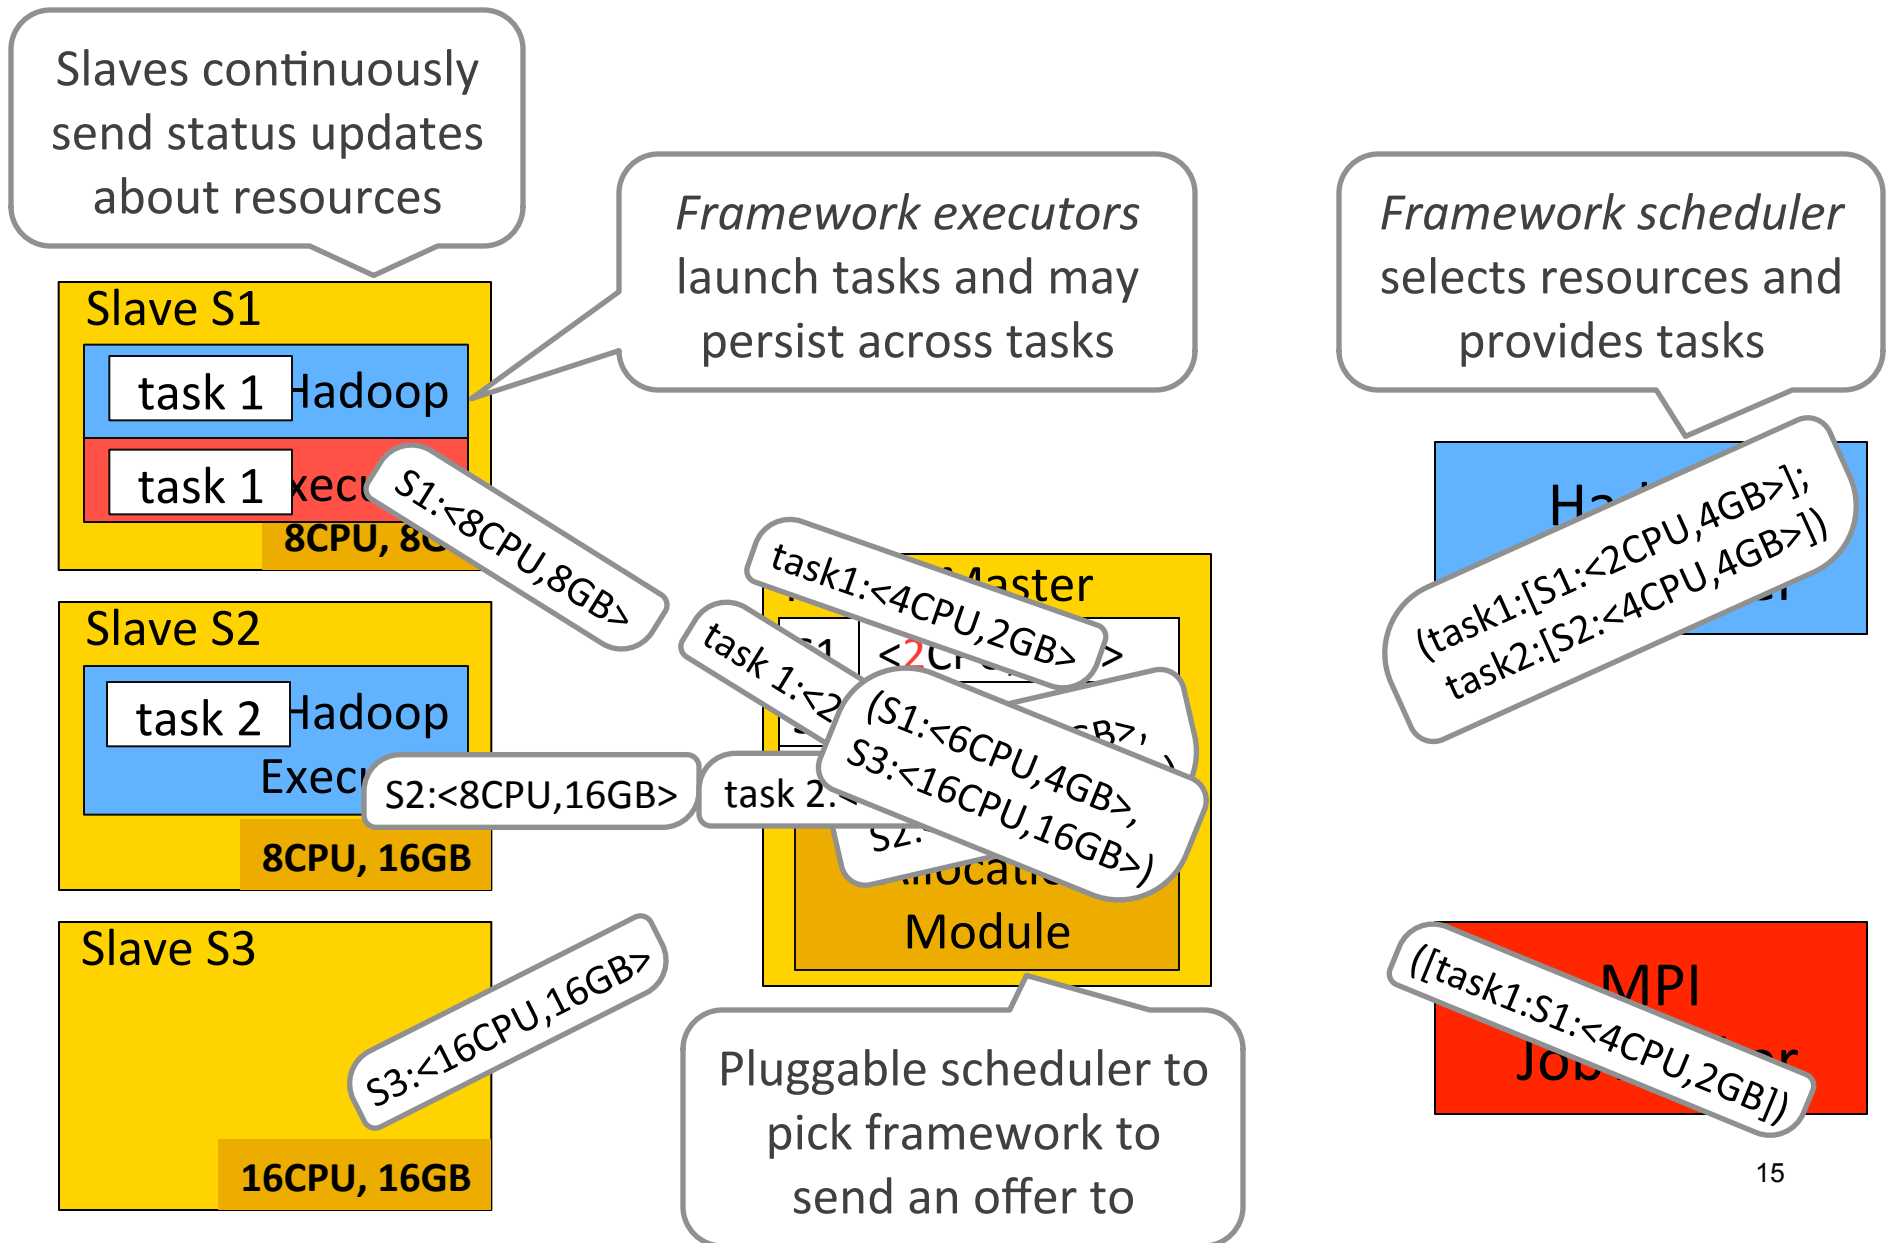 Slaves continuously
send status updates
about resources
Framework executors
launch tasks and may
persist across tasks
Framework scheduler
selects resources and
provides tasks
Slave S1
task 1 Hadoop
task 1
8CPU,
S1:<8CPU,8GB>
Slave S2
task 2 Hadoop
S2:<8CPU,16GB>
8CPU, 16GB
Slave S3
S3:<16CPU,16GB>
16CPU, 16GB
Master
task1:<4CPU,2GB>
task 1:<2
task 2:<
(S1:<6CPU,4GB>,
S3:<16CPU,16GB>)
Module
Pluggable scheduler to
pick framework to
send an offer to
(task1:[S1:<2CPU,4GB>];
task2:[S2:<4CPU,4GB>])
MPI
([task1:S1:<4CPU,2GB])
15